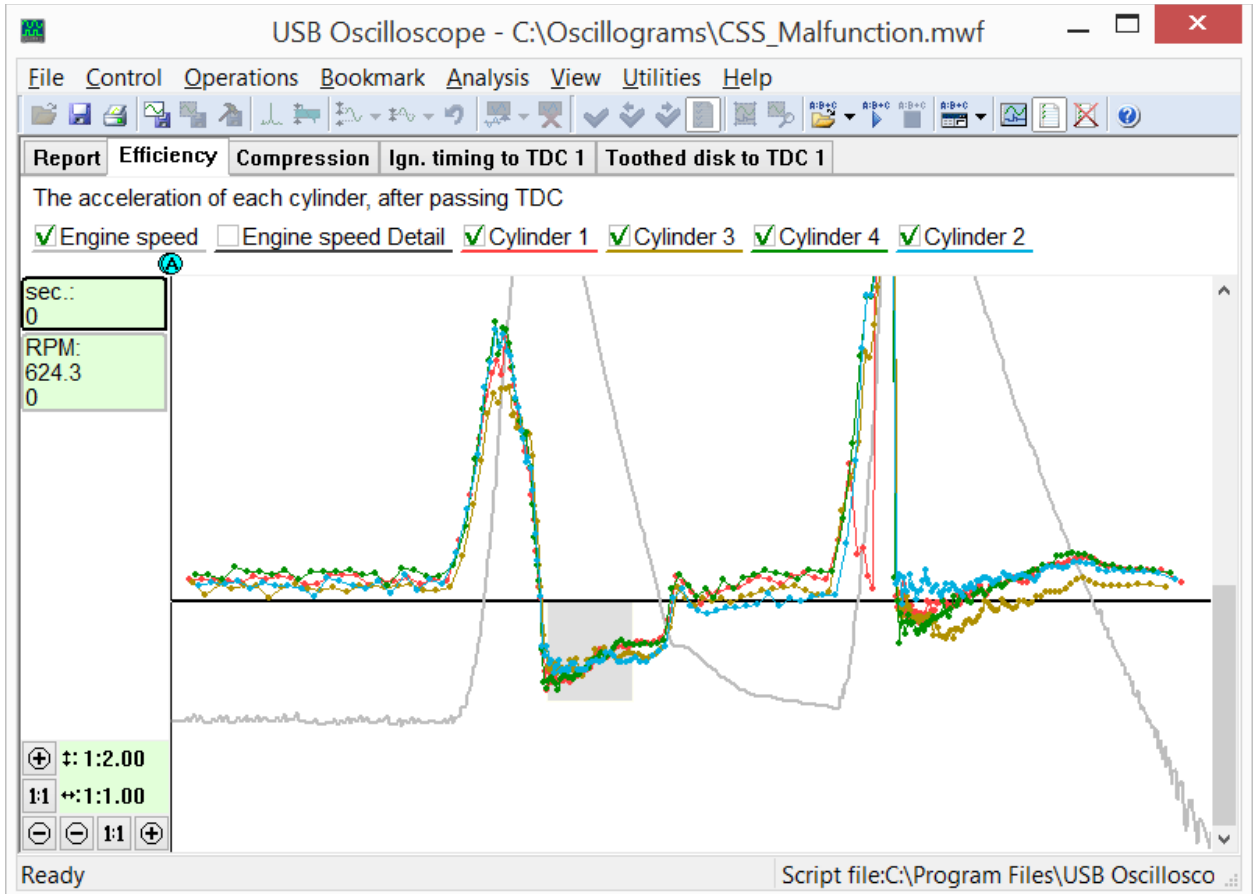 USB Oscilloscope - C:\Oscillograms\CSS_Malfunction.mwf
File Control Operations Bookmark Analysis View Utilities Help
A:B+C A:B+C A:B+C A:B+C
Report Efficiency Compression Ign. timing to TDC 1 Toothed disk to TDC 1
The acceleration of each cylinder, after passing TDC
Engine speed Engine speed Detail Cylinder 1 Cylinder 3 Cylinder 4 Cylinder 2
A
sec.:
0
RPM:
624.3
0
↕: 1:2.00
1:1 ↔:1:1.00
1:1
Ready Script file:C:\Program Files\USB Oscillosco